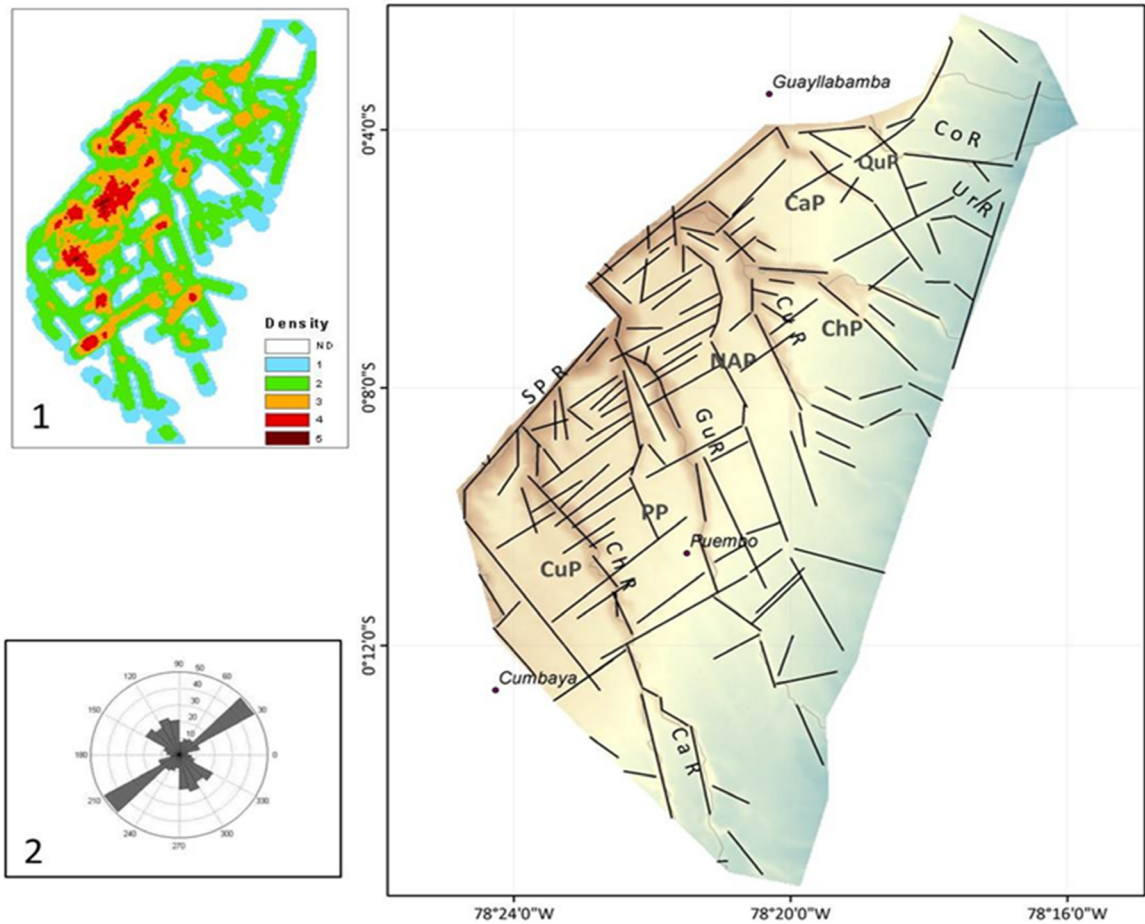 Density
ND
1
2
3
4
5
1
90
50
60
40
30
30
20
10
0
120
150
180
210
240
270
300
330
2
Guayllabamba
CoR
QuP
CaP
UrR
CuR
ChP
NAP
SPR
GuR
PP
Puembo
CuP
ChR
Cumbaya
CaR
0°4'0"S
0°8'0"S
0°12'0"S
78°24'0"W
78°20'0"W
78°16'0"W